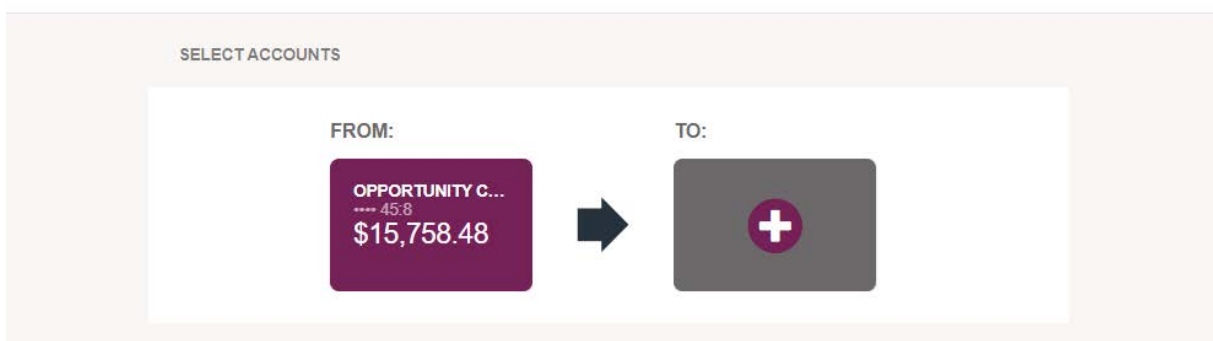 SELECT ACCOUNTS
FROM:
TO:
OPPORTUNITY C...
•••• 45:8
$15,758.48